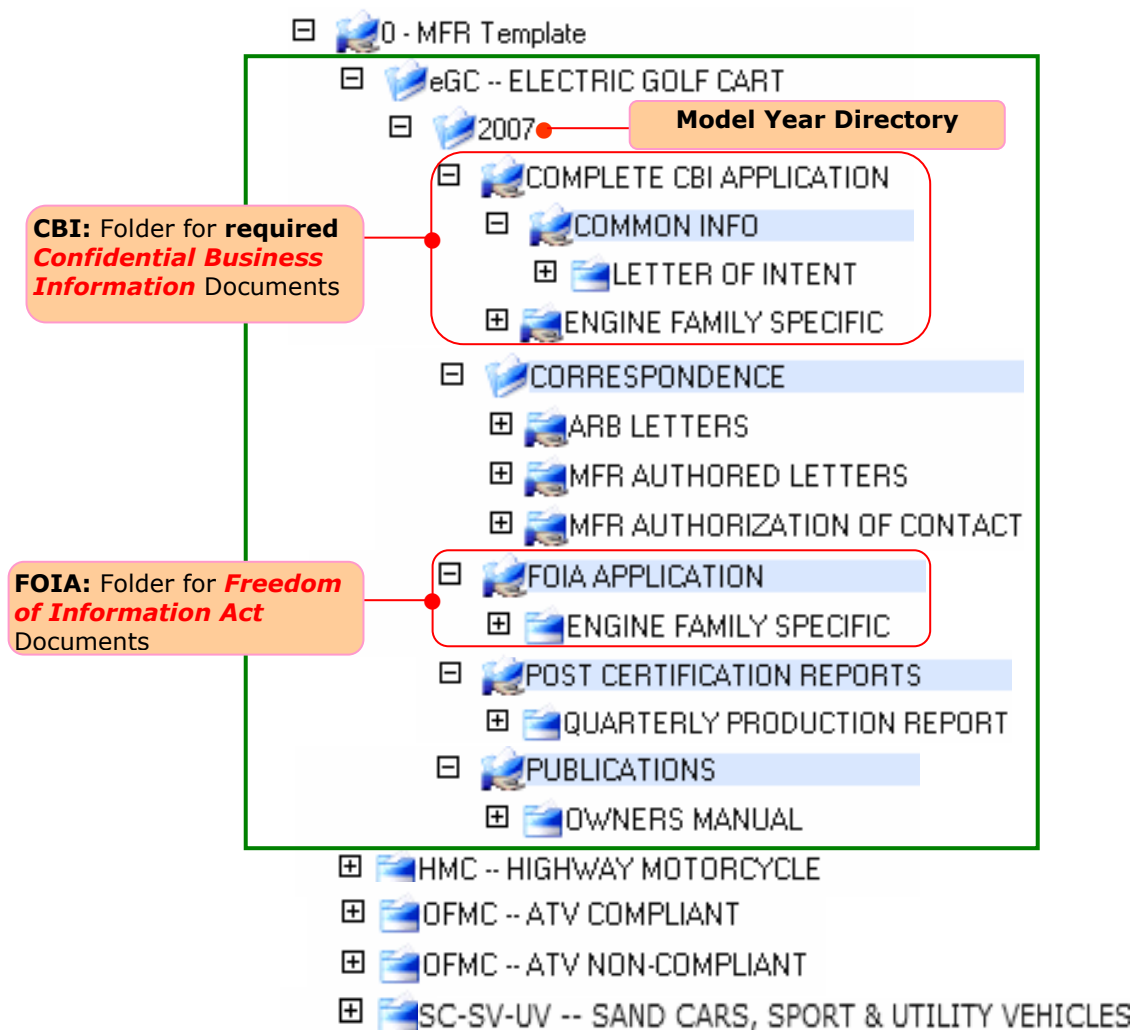 0 - MFR Template
eGC -- ELECTRIC GOLF CART
2007
Model Year Directory
COMPLETE CBI APPLICATION
CBI: Folder for required
Confidential Business
Information Documents
COMMON INFO
LETTER OF INTENT
ENGINE FAMILY SPECIFIC
CORRESPONDENCE
ARB LETTERS
MFR AUTHORED LETTERS
MFR AUTHORIZATION OF CONTACT
FOIA: Folder for Freedom
of Information Act
Documents
FOIA APPLICATION
ENGINE FAMILY SPECIFIC
POST CERTIFICATION REPORTS
QUARTERLY PRODUCTION REPORT
PUBLICATIONS
OWNERS MANUAL
HMC -- HIGHWAY MOTORCYCLE
OFMC -- ATV COMPLIANT
OFMC -- ATV NON-COMPLIANT
SC-SV-UV -- SAND CARS, SPORT & UTILITY VEHICLES